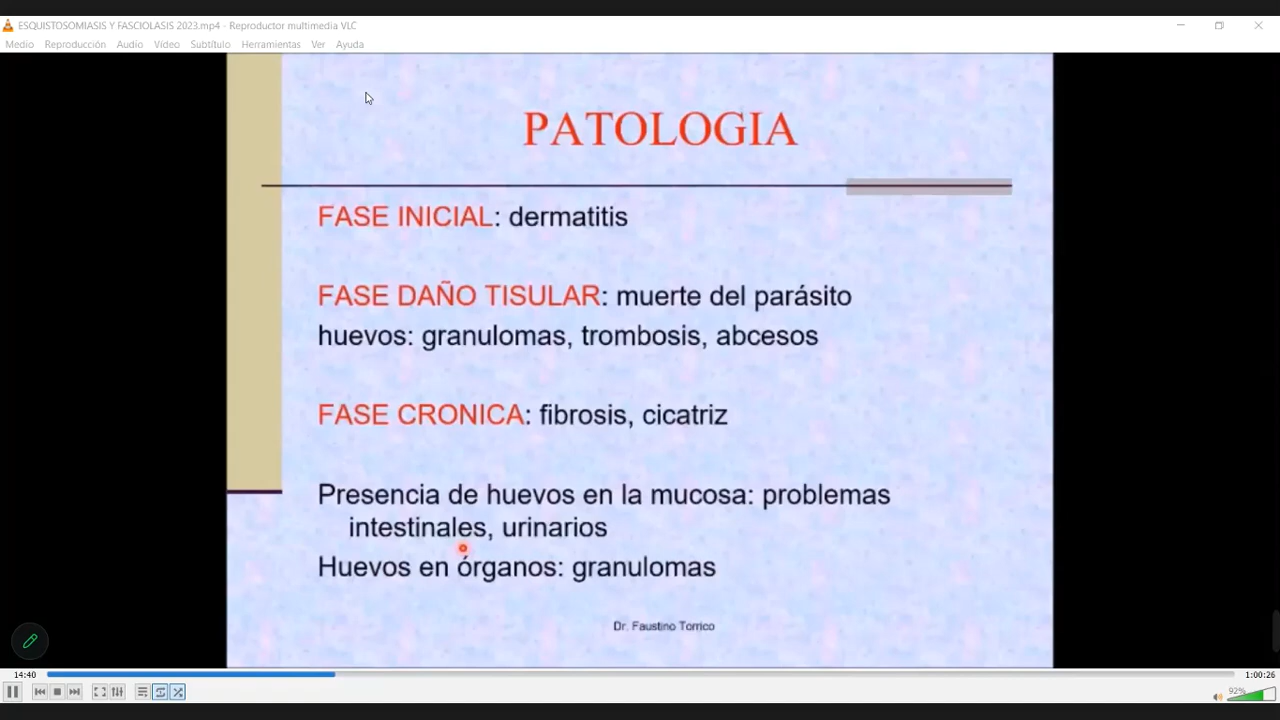 ESQUISTOSOMIASIS Y FASCIOLASIS 2023.mp4 - Reproductor multimedia VLC
Medio Reproducción Audio Vídeo Subtítulo Herramientas Ver Ayuda
PATOLOGIA
FASE INICIAL: dermatitis
FASE DAÑO TISULAR: muerte del parásito
huevos: granulomas, trombosis, abcesos
FASE CRONICA: fibrosis, cicatriz
Presencia de huevos en la mucosa: problemas
intestinales, urinarios
Huevos en órganos: granulomas
Dr. Faustino Torrico
14:40 1:00:26
92%